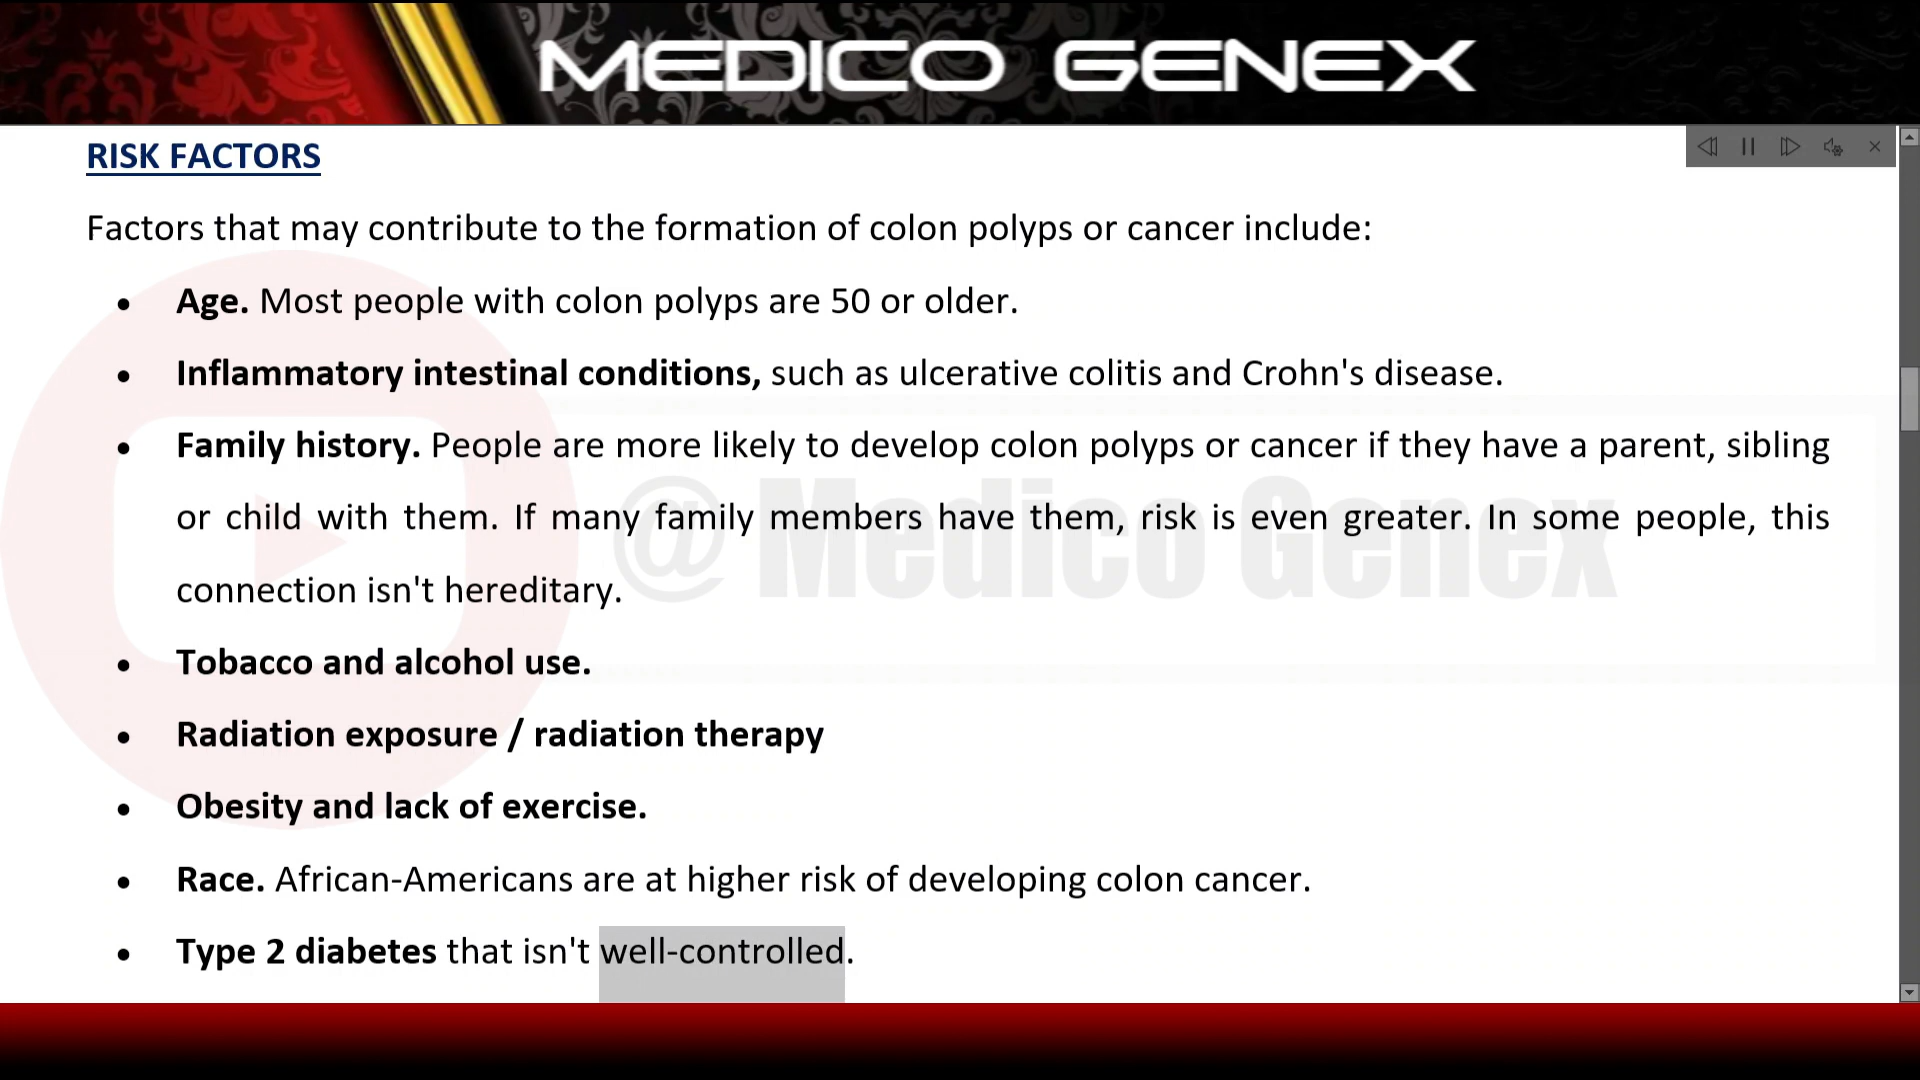 MEDICO GENEX
RISK FACTORS
Factors that may contribute to the formation of colon polyps or cancer include:
• Age. Most people with colon polyps are 50 or older.
• Inflammatory intestinal conditions, such as ulcerative colitis and Crohn's disease.
• Family history. People are more likely to develop colon polyps or cancer if they have a parent, sibling
or child with them. If many family members have them, risk is even greater. In some people, this
connection isn't hereditary.
@ Medico Genex
• Tobacco and alcohol use.
• Radiation exposure / radiation therapy
• Obesity and lack of exercise.
• Race. African-Americans are at higher risk of developing colon cancer.
• Type 2 diabetes that isn't well-controlled.